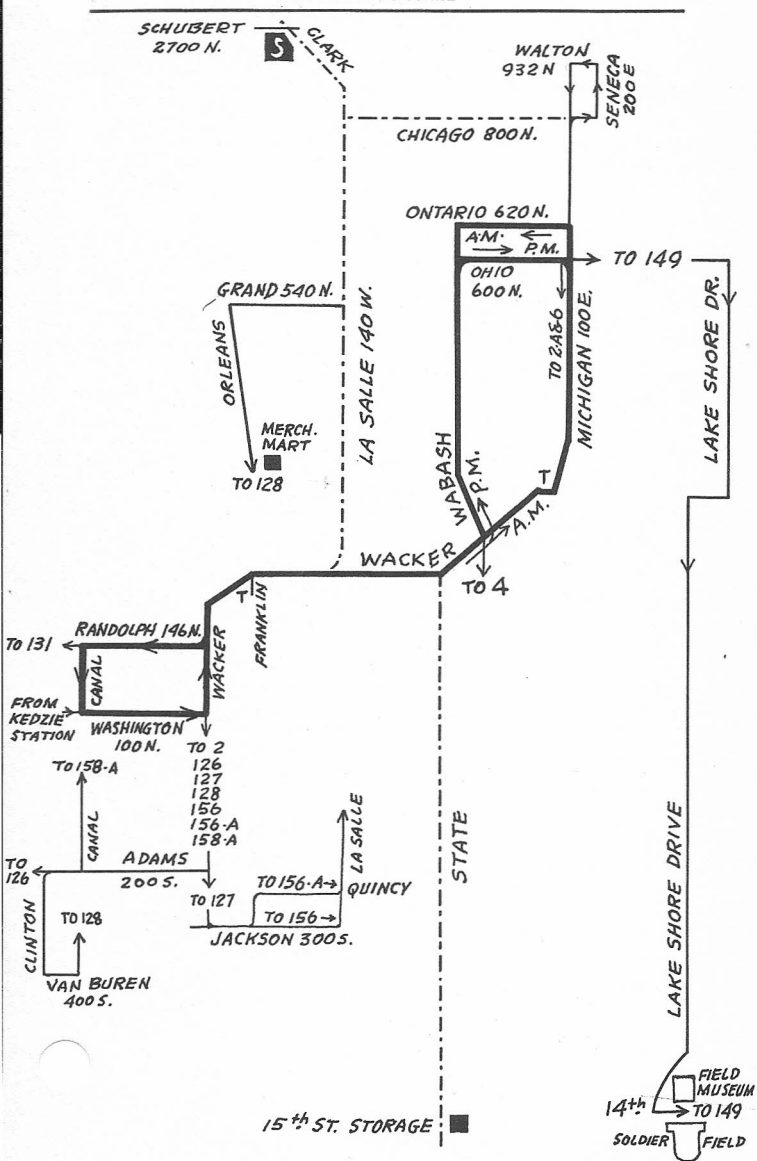 SCHUBERT
2700 N.
S
CLARK
WALTON
932 N
SENECA
200 E
CHICAGO 800 N.
ONTARIO 620 N.
A.M.
P.M.
TO 149
OHIO
600 N.
TO 2-A&6
MICHIGAN 100 E.
LAKE SHORE DR.
GRAND 540 N.
ORLEANS
LA SALLE 140 W.
MERCH.
MART
TO 128
WABASH
P.M.
A.M.
T
WACKER
TO 4
T
FRANKLIN
TO 131
RANDOLPH 146 N.
CANAL
WACKER
FROM
KEDZIE
STATION
WASHINGTON
100 N.
TO 2
126
127
128
156
156-A
158-A
TO 158-A
CANAL
LA SALLE
STATE
TO
126
ADAMS
200 S.
TO 127
TO 156-A
QUINCY
TO 156
JACKSON 300 S.
CLINTON
TO 128
VAN BUREN
400 S.
LAKE SHORE DRIVE
FIELD
MUSEUM
14th
TO 149
15th ST. STORAGE
SOLDIER FIELD